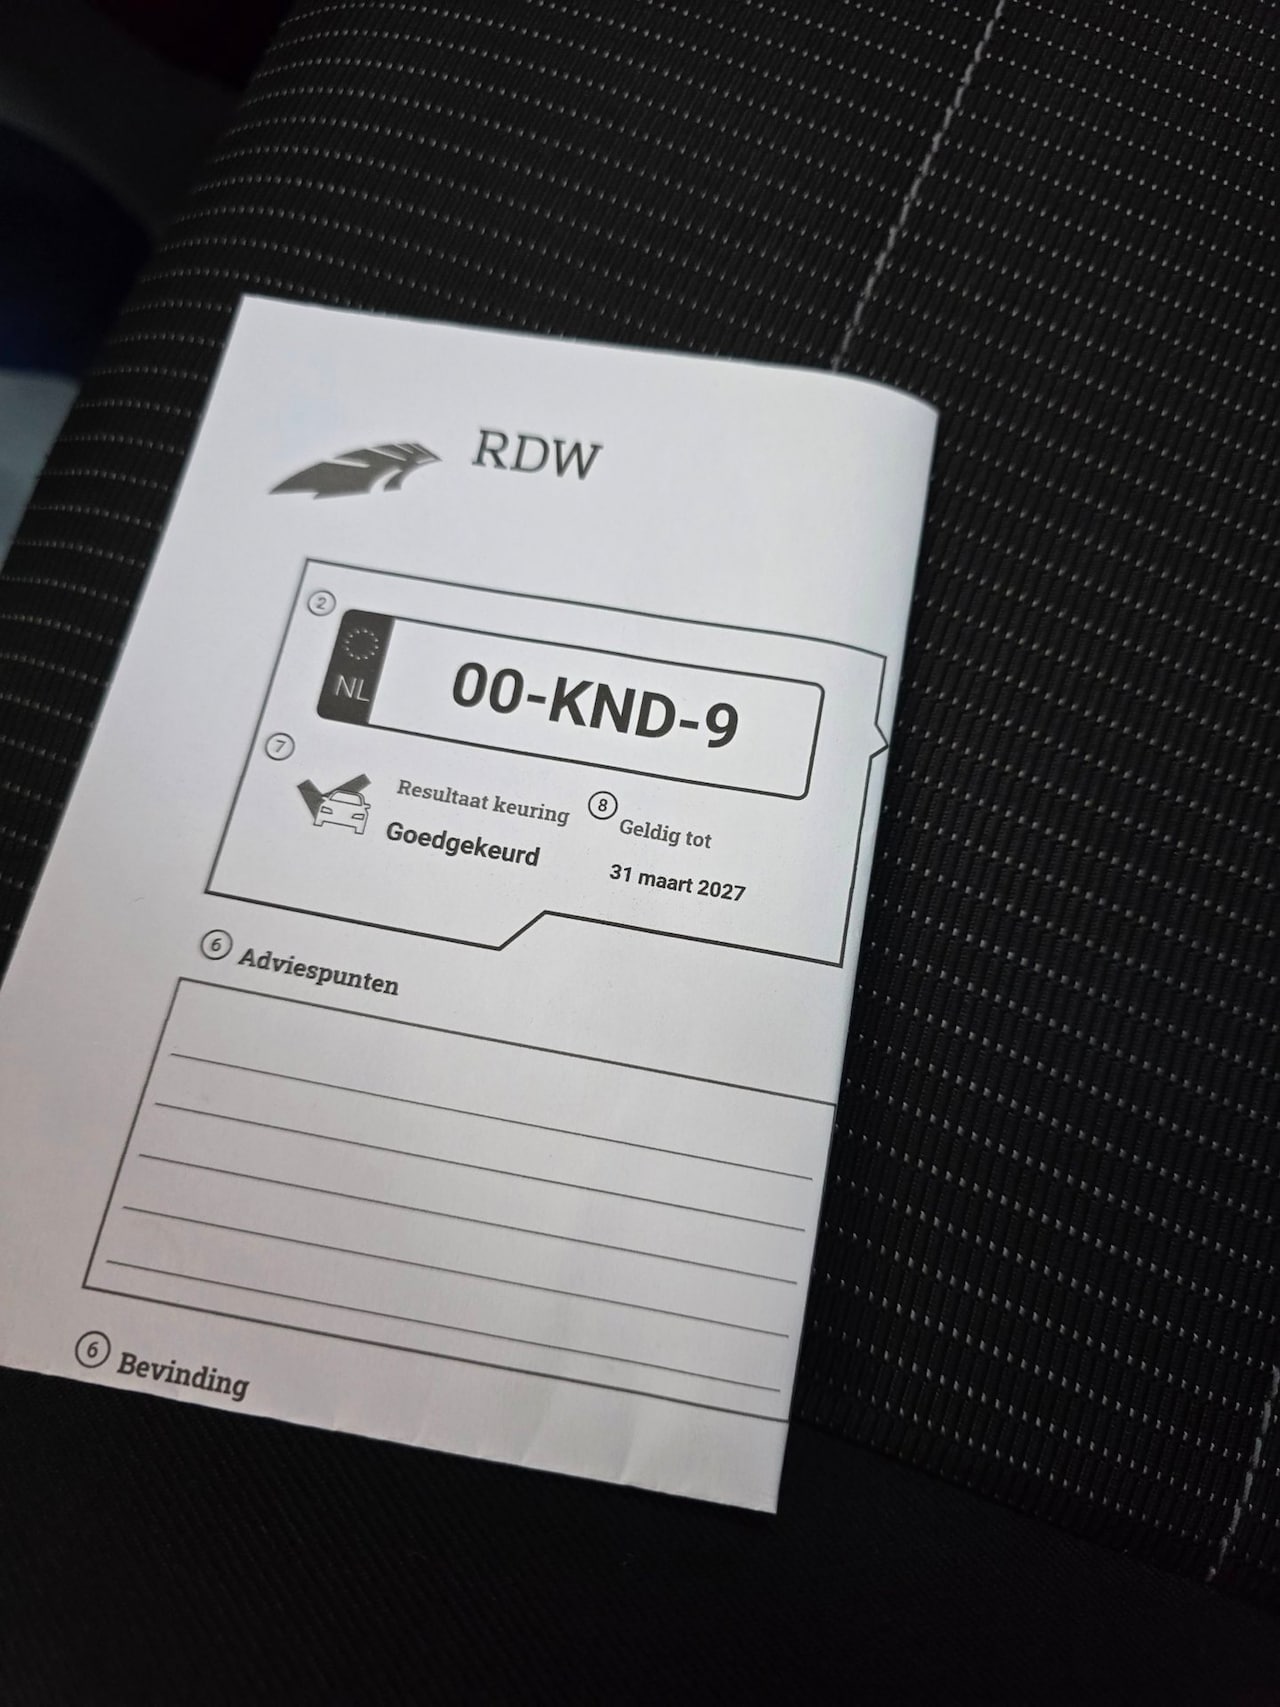 RDW
2
NL
00-KND-9
7
Resultaat keuring
Goedgekeurd
8
Geldig tot
31 maart 2027
6 Adviespunten
6 Bevinding